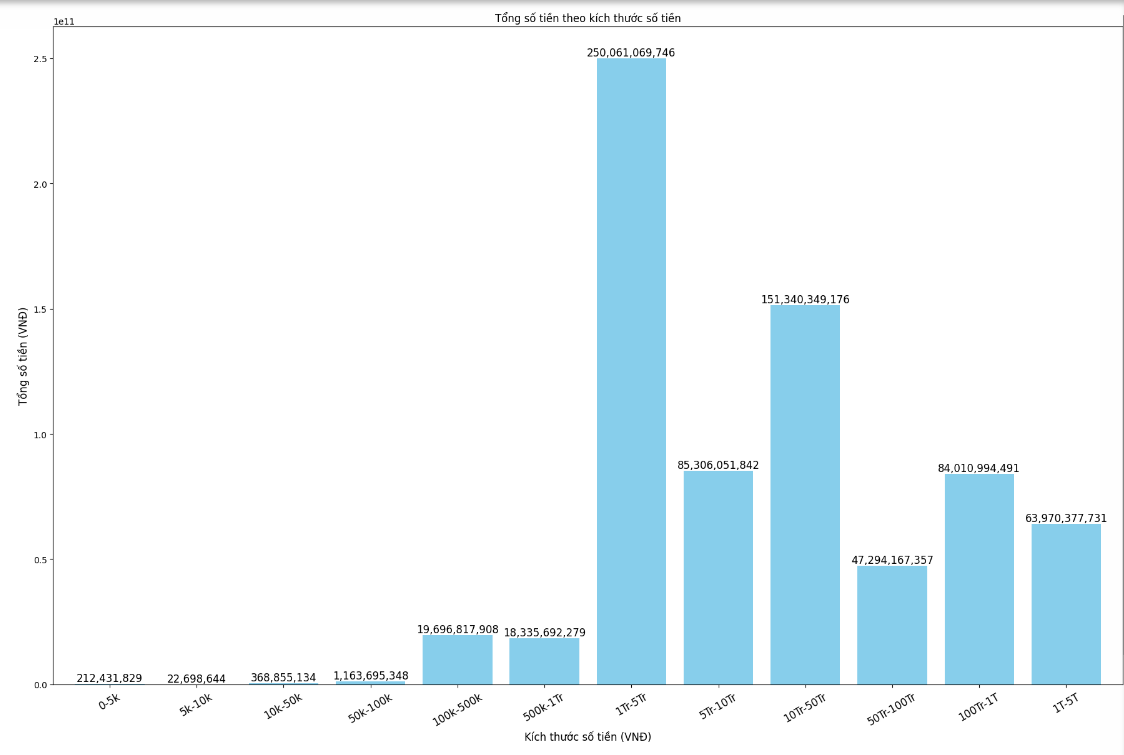 Tổng số tiền theo kích thước số tiền
1e11
2.5
2.0
1.5
1.0
0.5
0.0
Tổng số tiền (VNĐ)
212,431,829
22,698,644
368,855,134
1,163,695,348
19,696,817,908
18,335,692,279
250,061,069,746
85,306,051,842
151,340,349,176
47,294,167,357
84,010,994,491
63,970,377,731
0-5k
5k-10k
10k-50k
50k-100k
100k-500k
500k-1Tr
1Tr-5Tr
5Tr-10Tr
10Tr-50Tr
50Tr-100Tr
100Tr-1T
1T-5T
Kích thước số tiền (VNĐ)